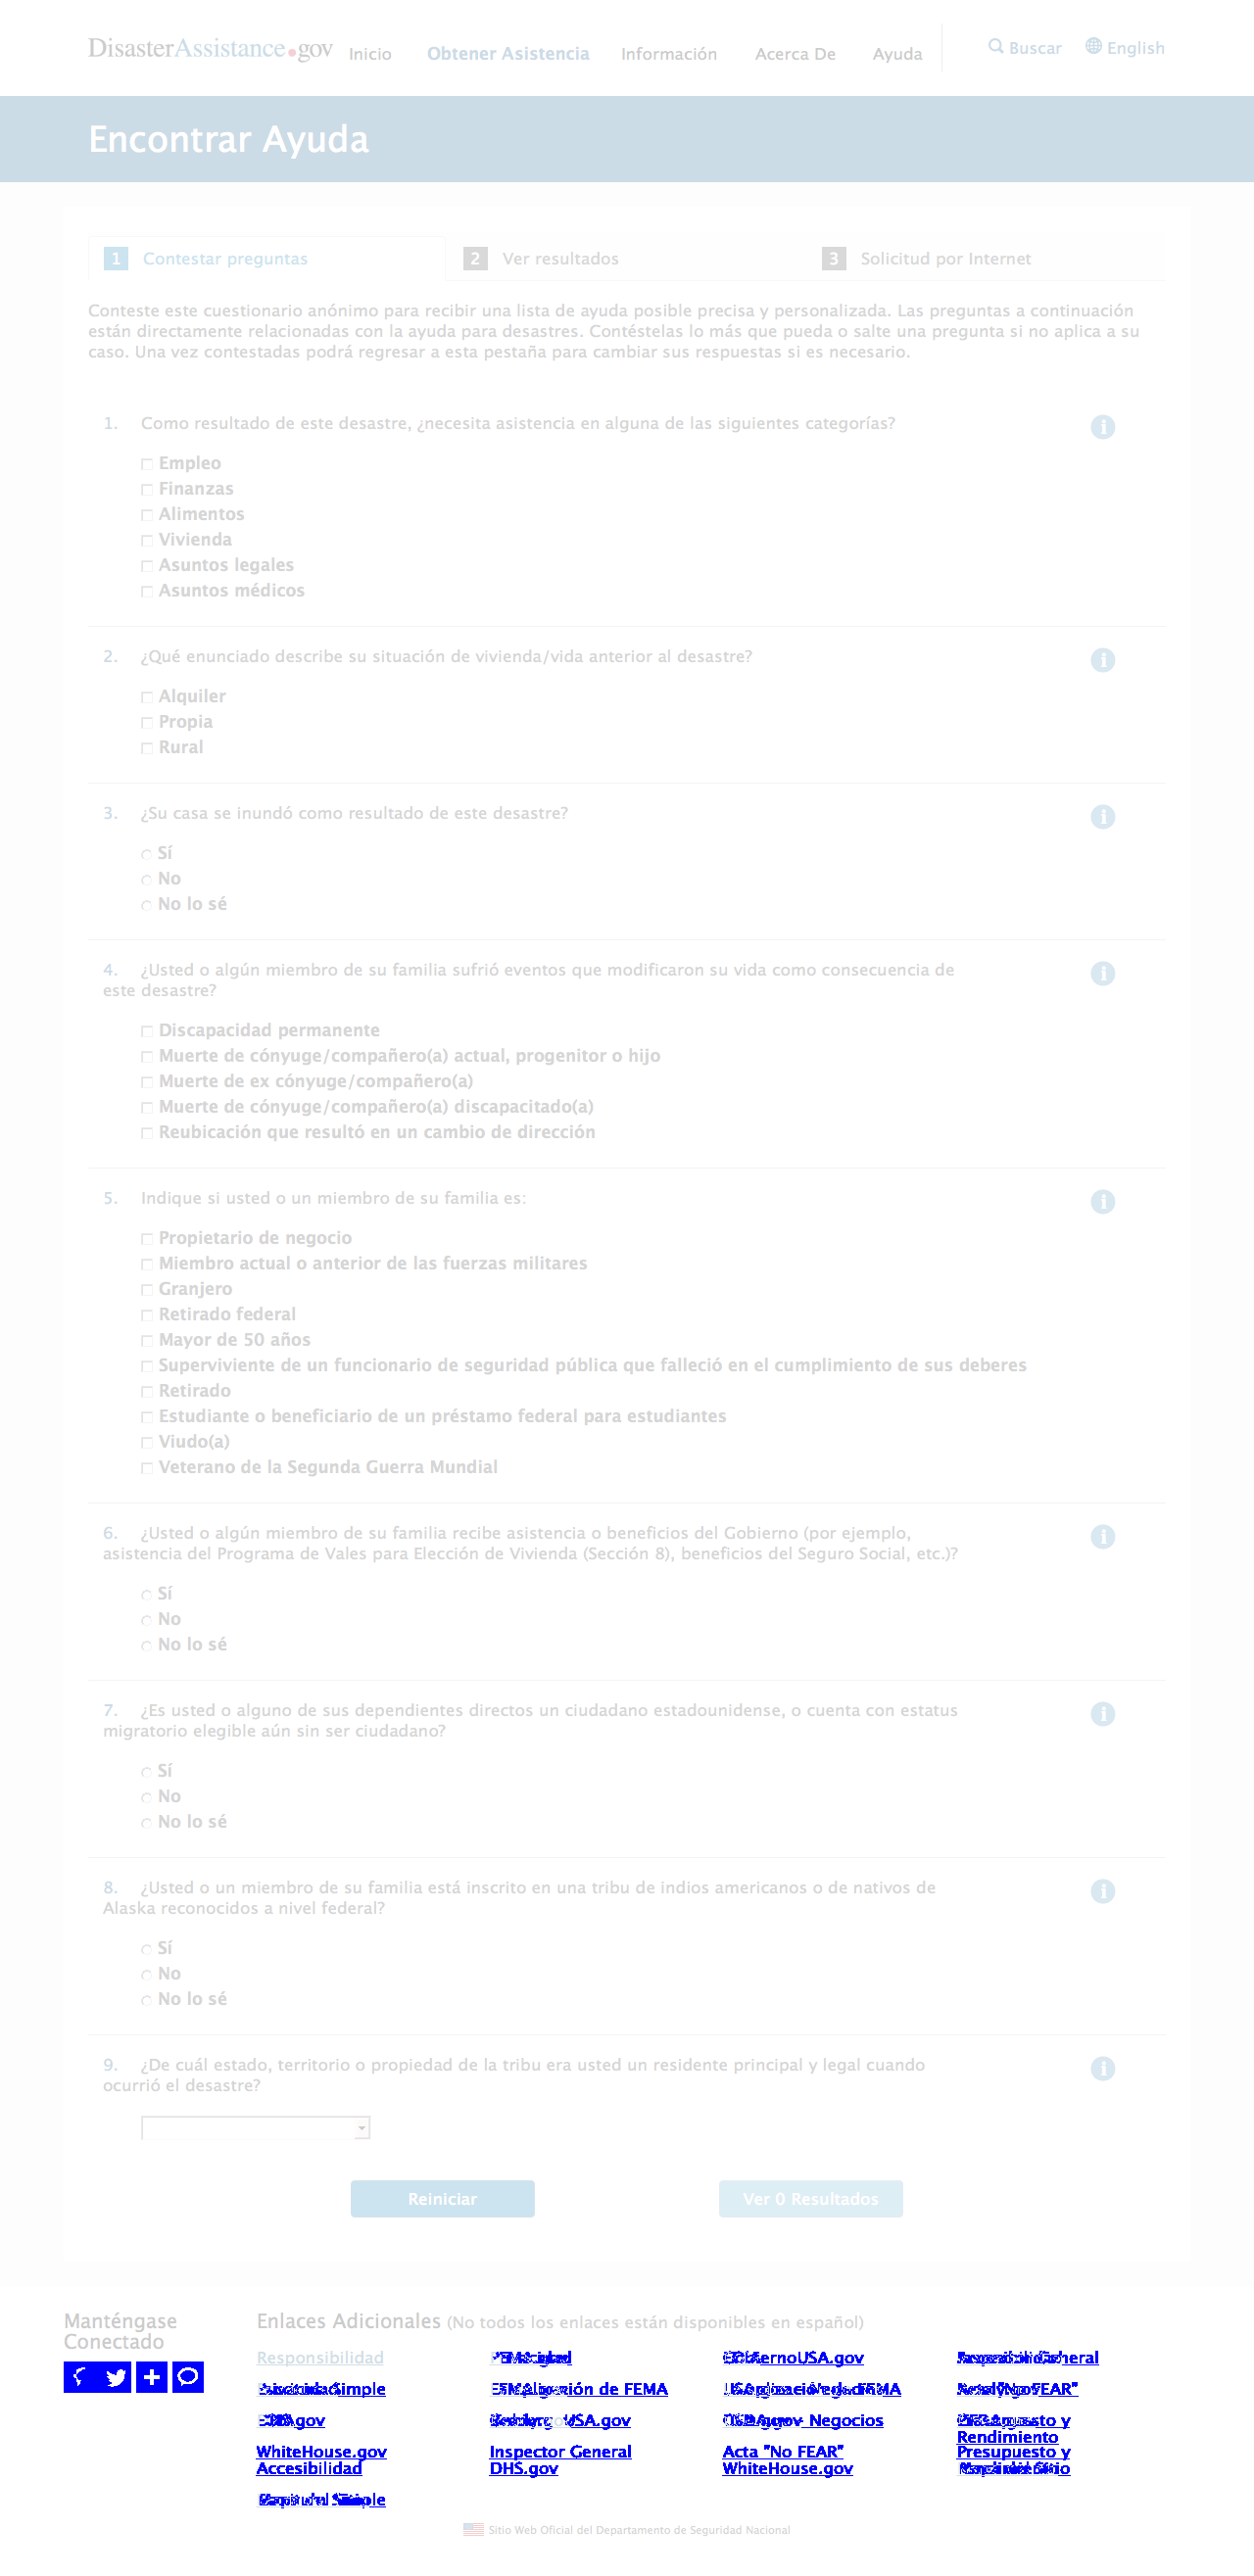 DisasterAssistance.gov
Inicio Obtener Asistencia Información Acerca De Ayuda Buscar English
Encontrar Ayuda
1 Contestar preguntas 2 Ver resultados 3 Solicitud por Internet
Conteste este cuestionario anónimo para recibir una lista de ayuda posible precisa y personalizada. Las preguntas a continuación
están directamente relacionadas con la ayuda para desastres. Contéstelas lo más que pueda o salte una pregunta si no aplica a su
caso. Una vez contestadas podrá regresar a esta pestaña para cambiar sus respuestas si es necesario.
1. Como resultado de este desastre, ¿necesita asistencia en alguna de las siguientes categorías?
Empleo
Finanzas
Alimentos
Vivienda
Asuntos legales
Asuntos médicos
2. ¿Qué enunciado describe su situación de vivienda/vida anterior al desastre?
Alquiler
Propia
Rural
3. ¿Su casa se inundó como resultado de este desastre?
Sí
No
No lo sé
4. ¿Usted o algún miembro de su familia sufrió eventos que modificaron su vida como consecuencia de
este desastre?
Discapacidad permanente
Muerte de cónyuge/compañero(a) actual, progenitor o hijo
Muerte de ex cónyuge/compañero(a)
Muerte de cónyuge/compañero(a) discapacitado(a)
Reubicación que resultó en un cambio de dirección
5. Indique si usted o un miembro de su familia es:
Propietario de negocio
Miembro actual o anterior de las fuerzas militares
Granjero
Retirado federal
Mayor de 50 años
Superviviente de un funcionario de seguridad pública que falleció en el cumplimiento de sus deberes
Retirado
Estudiante o beneficiario de un préstamo federal para estudiantes
Viudo(a)
Veterano de la Segunda Guerra Mundial
6. ¿Usted o algún miembro de su familia recibe asistencia o beneficios del Gobierno (por ejemplo,
asistencia del Programa de Vales para Elección de Vivienda (Sección 8), beneficios del Seguro Social, etc.)?
Sí
No
No lo sé
7. ¿Es usted o alguno de sus dependientes directos un ciudadano estadounidense, o cuenta con estatus
migratorio elegible aún sin ser ciudadano?
Sí
No
No lo sé
8. ¿Usted o un miembro de su familia está inscrito en una tribu de indios americanos o de nativos de
Alaska reconocidos a nivel federal?
Sí
No
No lo sé
9. ¿De cuál estado, territorio o propiedad de la tribu era usted un residente principal y legal cuando
ocurrió el desastre?
Reiniciar Ver 0 Resultados
Manténgase
Conectado
Enlaces Adicionales (No todos los enlaces están disponibles en español)
Responsibilidad
de FEMA
Negocios
y
Rendimiento
WhiteHouse.gov Inspector General Acta "No FEAR" Presupuesto y
Accesibilidad DHS.gov WhiteHouse.gov
Sitio Web Oficial del Departamento de Seguridad Nacional